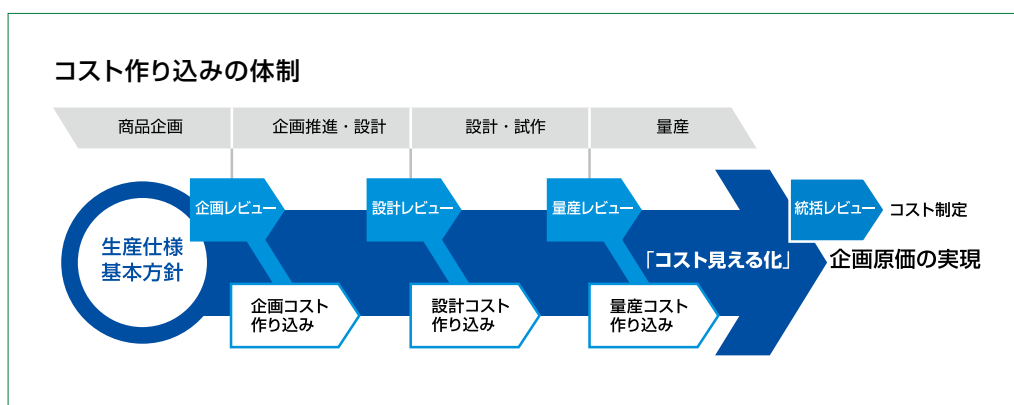 コスト作り込みの体制
商品企画
企画推進・設計
設計・試作
量産
企画レビュー
設計レビュー
量産レビュー
統括レビュー
コスト制定
生産仕様
基本方針
「コスト見える化」
企画原価の実現
企画コスト
作り込み
設計コスト
作り込み
量産コスト
作り込み